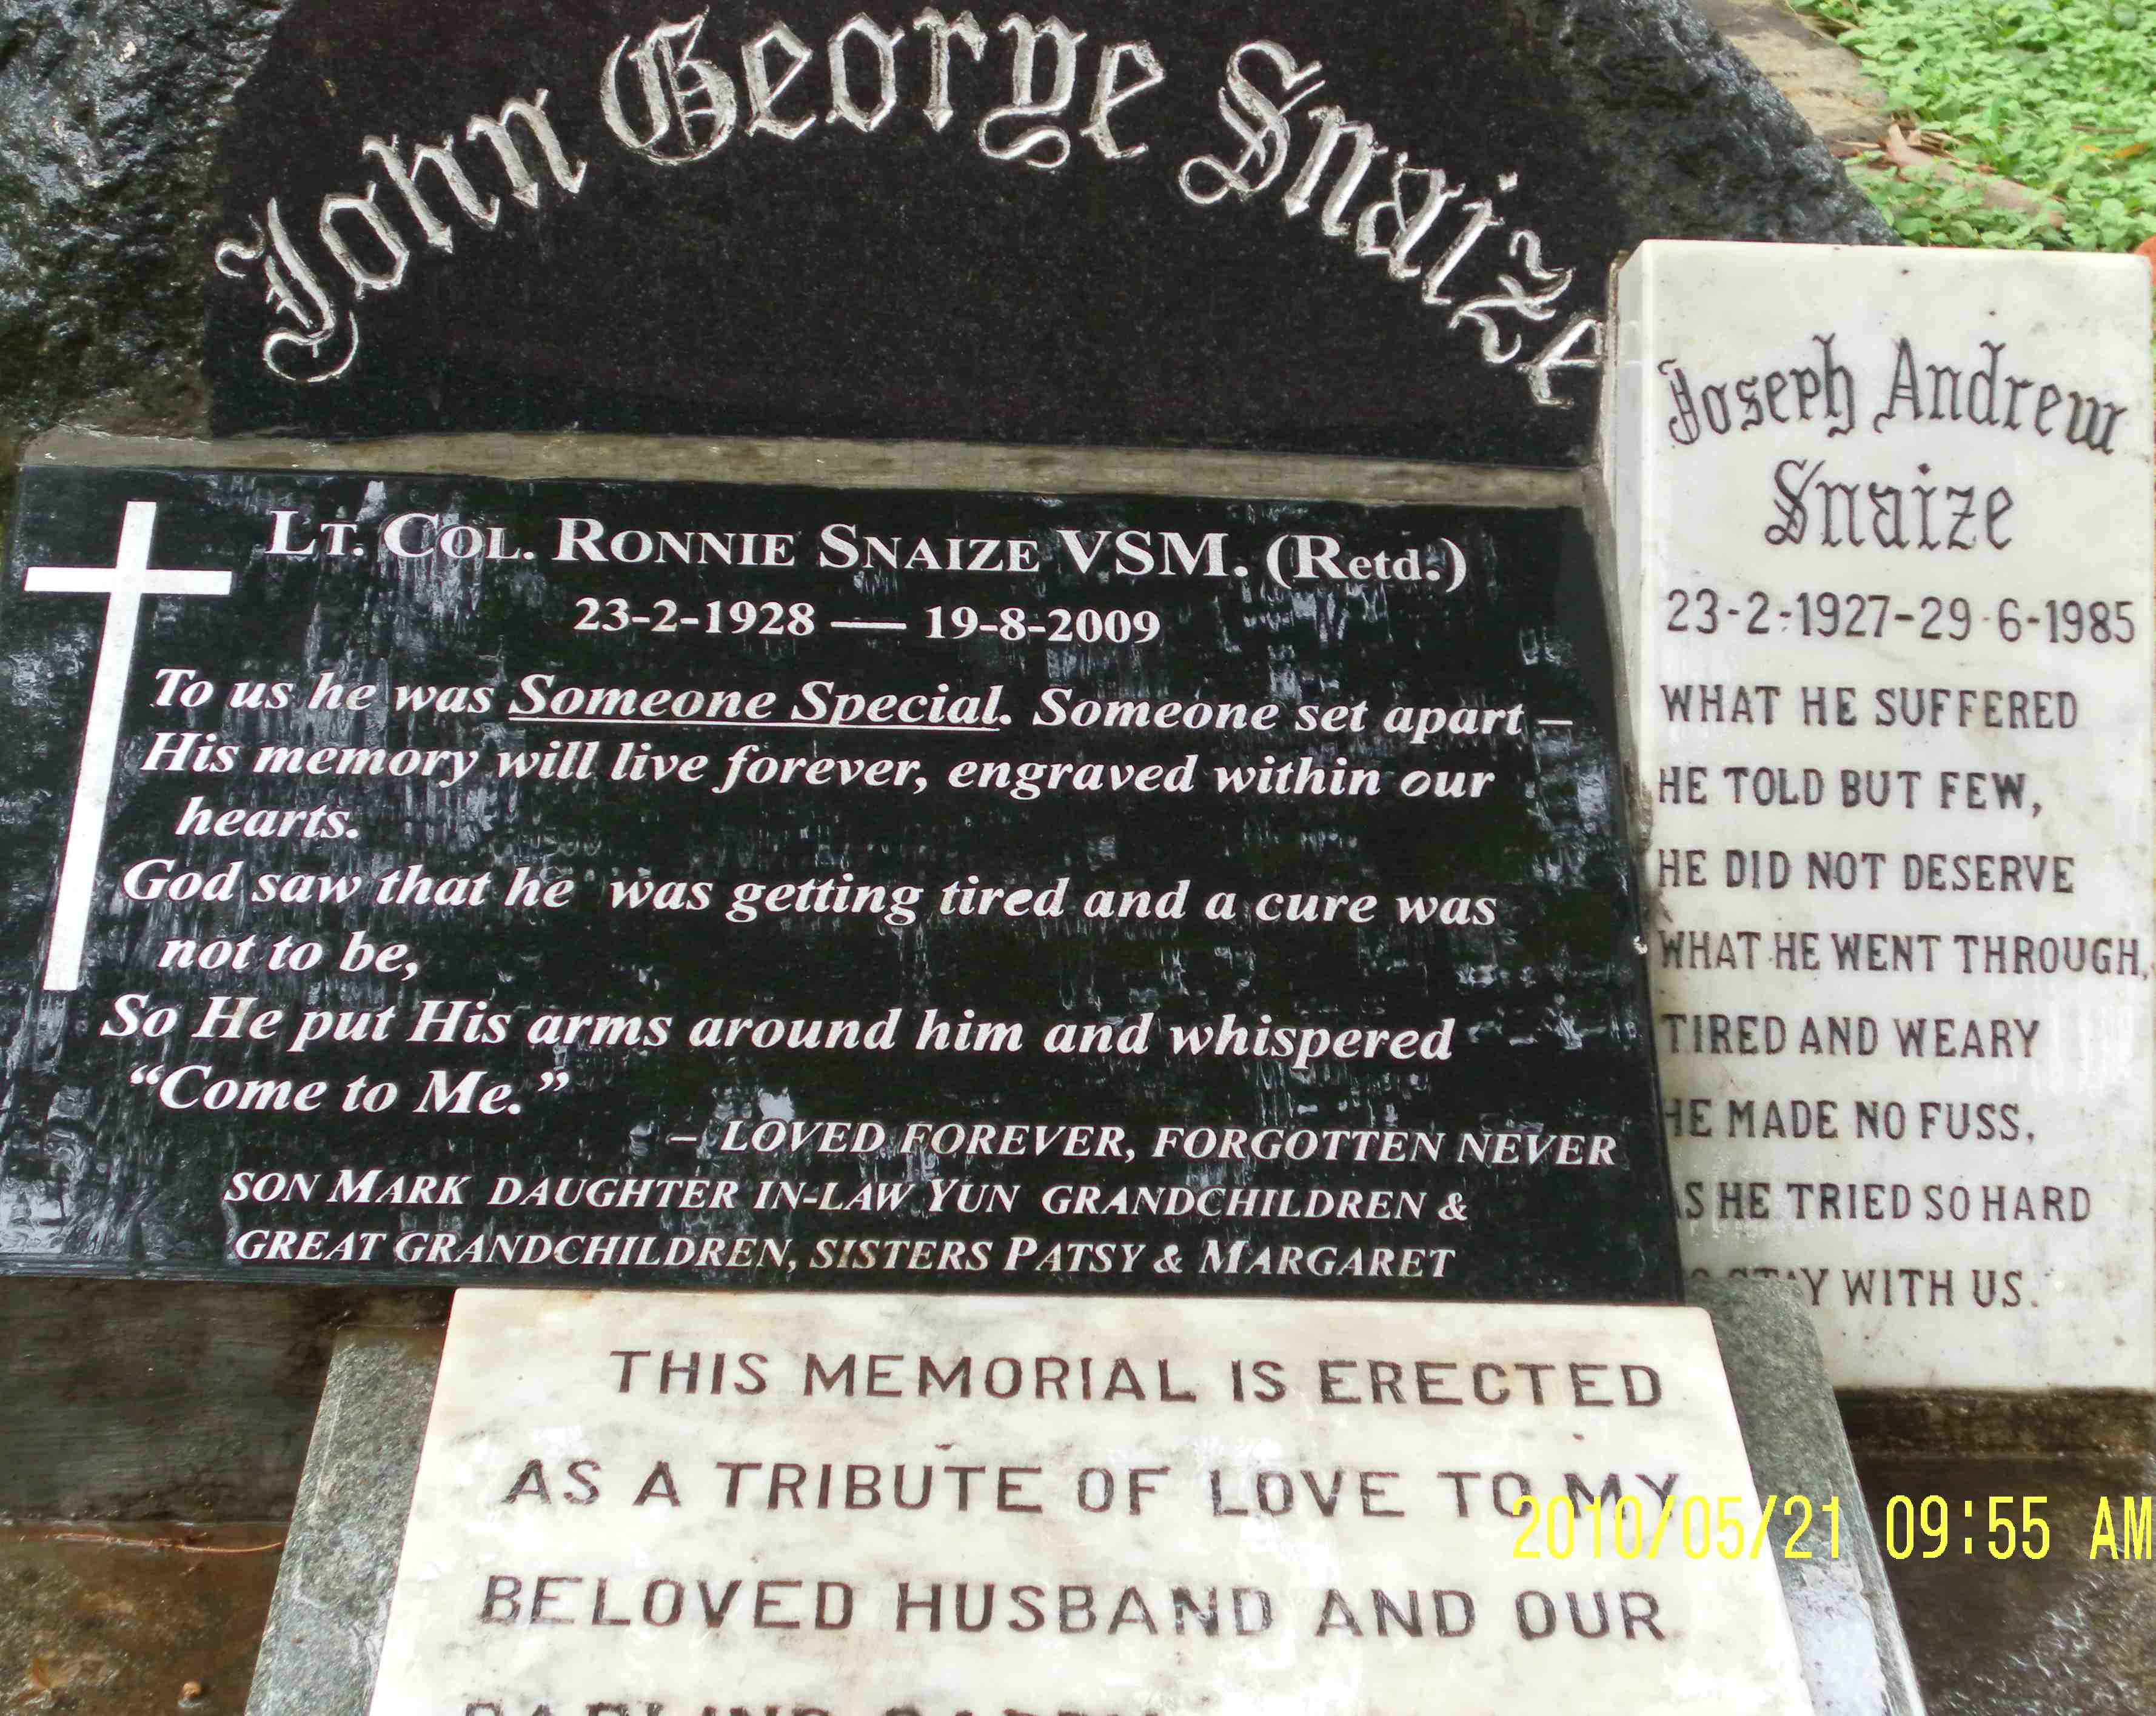 John George Snaize
LT. COL. RONNIE SNAIZE VSM. (Retd.)
23-2-1928 — 19-8-2009
To us he was Someone Special. Someone set apart –
His memory will live forever, engraved within our
hearts.
God saw that he was getting tired and a cure was
not to be,
So He put His arms around him and whispered
“Come to Me.”
– LOVED FOREVER, FORGOTTEN NEVER
SON MARK DAUGHTER IN-LAW YUN GRANDCHILDREN &
GREAT GRANDCHILDREN, SISTERS PATSY & MARGARET
Joseph Andrew
Snaize
23-2-1927-29-6-1985
WHAT HE SUFFERED
HE TOLD BUT FEW,
HE DID NOT DESERVE
WHAT HE WENT THROUGH,
TIRED AND WEARY
HE MADE NO FUSS,
AS HE TRIED SO HARD
STAY WITH US.
THIS MEMORIAL IS ERECTED
AS A TRIBUTE OF LOVE TO MY
BELOVED HUSBAND AND OUR
2010/05/21 09:55 AM